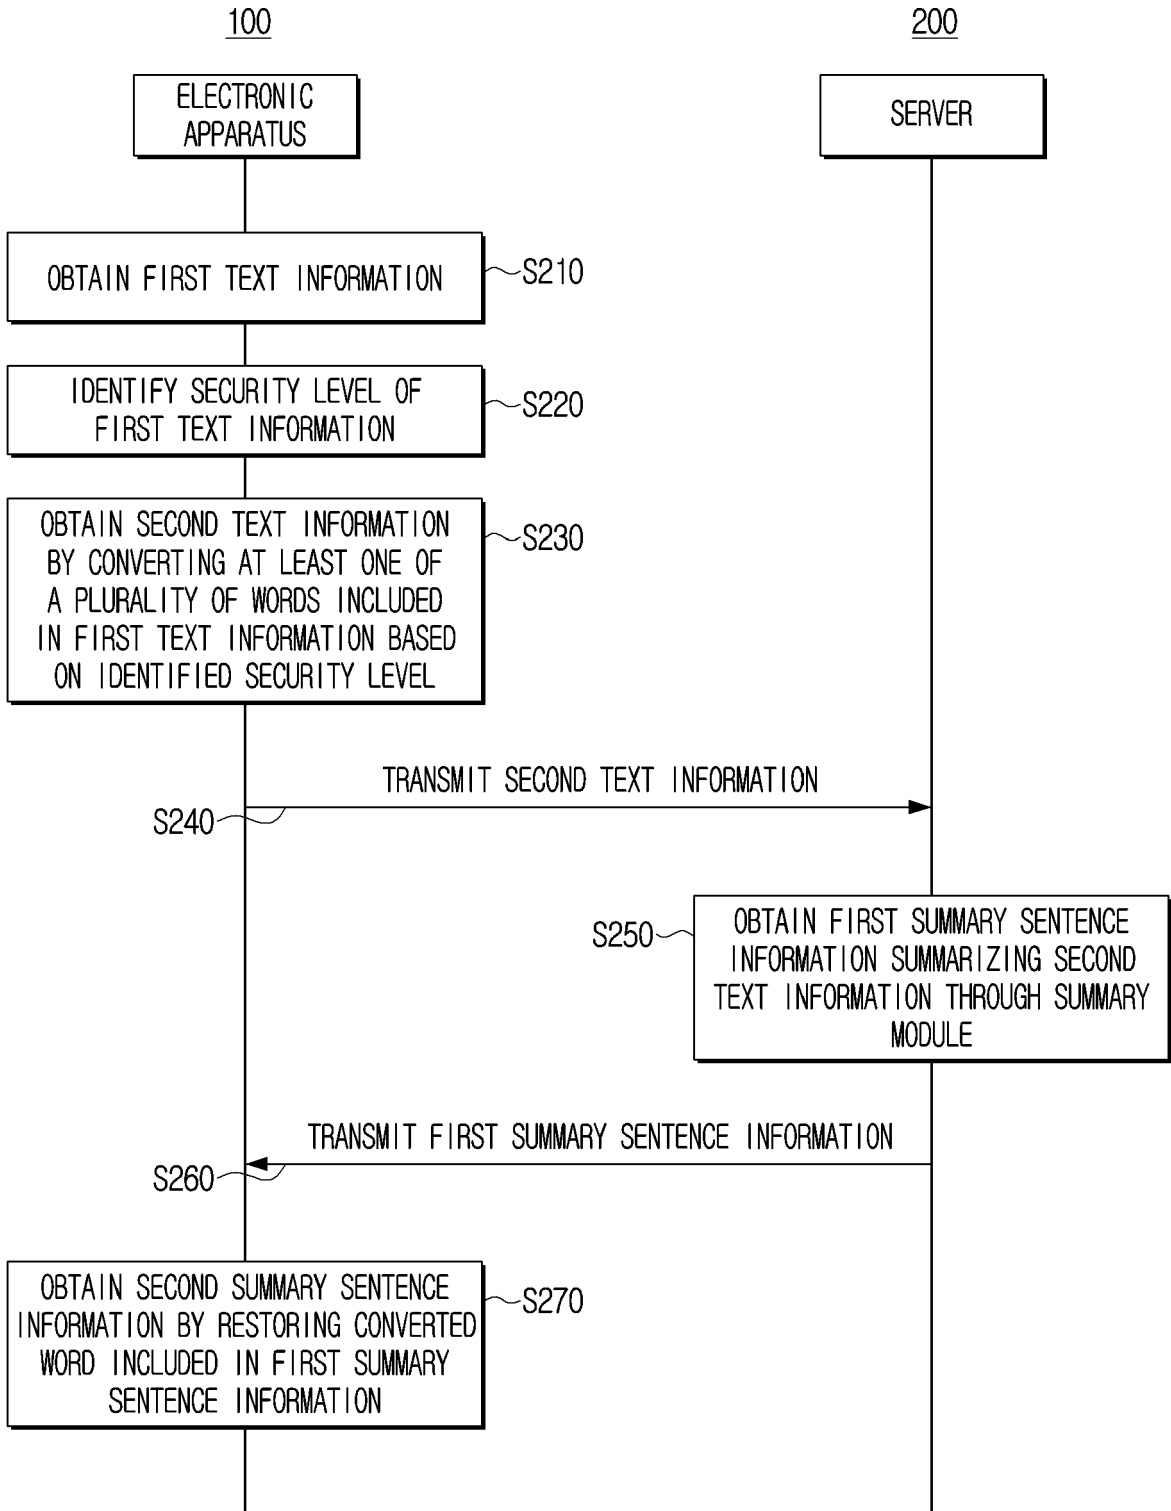 100
200
ELECTRONIC
APPARATUS
SERVER
OBTAIN FIRST TEXT INFORMATION
S210
IDENTIFY SECURITY LEVEL OF
FIRST TEXT INFORMATION
S220
OBTAIN SECOND TEXT INFORMATION
BY CONVERTING AT LEAST ONE OF
A PLURALITY OF WORDS INCLUDED
IN FIRST TEXT INFORMATION BASED
ON IDENTIFIED SECURITY LEVEL
S230
TRANSMIT SECOND TEXT INFORMATION
S240
OBTAIN FIRST SUMMARY SENTENCE
INFORMATION SUMMARIZING SECOND
TEXT INFORMATION THROUGH SUMMARY
MODULE
S250
TRANSMIT FIRST SUMMARY SENTENCE INFORMATION
S260
OBTAIN SECOND SUMMARY SENTENCE
INFORMATION BY RESTORING CONVERTED
WORD INCLUDED IN FIRST SUMMARY
SENTENCE INFORMATION
S270